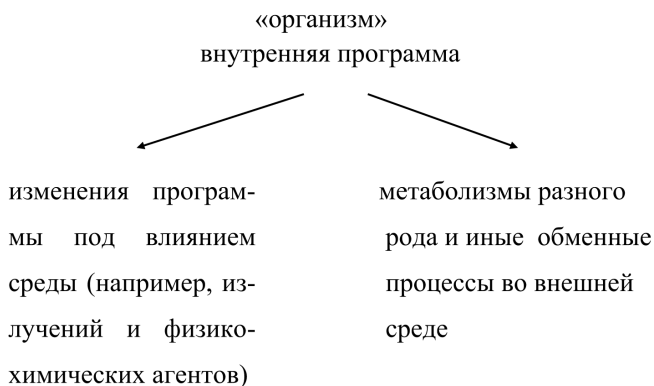 «организм»
внутренняя программа
изменения програм-
мы под влиянием
среды (например, из-
лучений и физико-
химических агентов)
метаболизмы разного
рода и иные обменные
процессы во внешней
среде